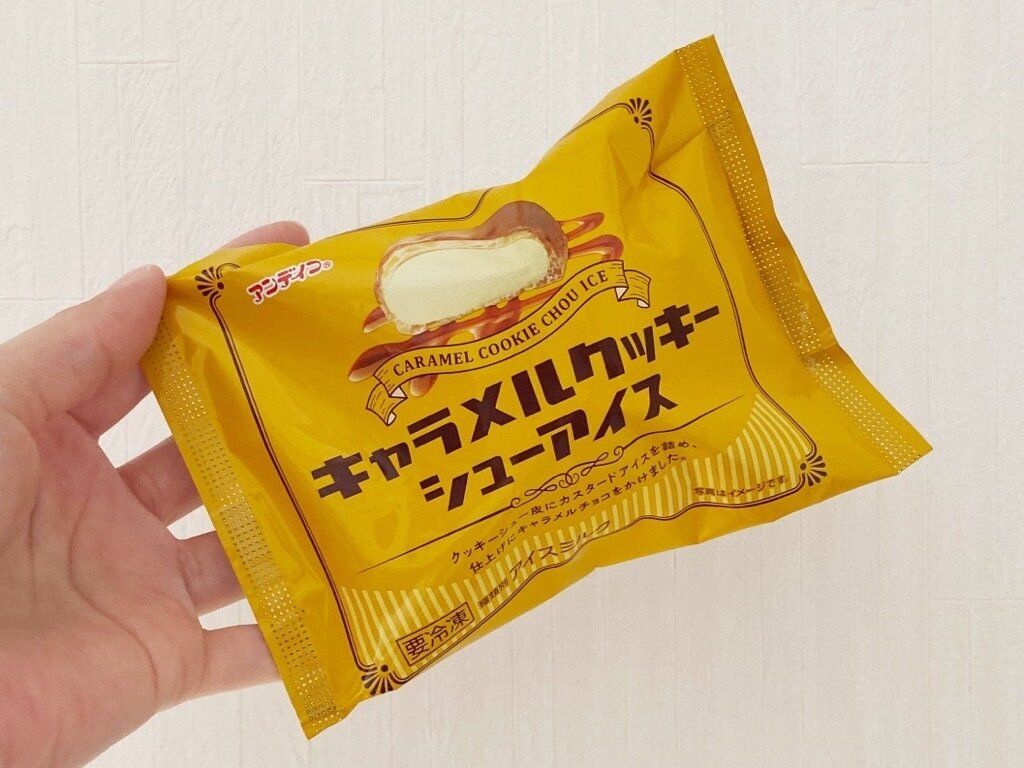 アンデイコ®
CARAMEL COOKIE CHOU ICE
キャラメルクッキー
シューアイス
クッキーシュー皮にカスタードアイスを詰め、
仕上げにキャラメルチョコをかけました。
写真はイメージです。
種類別 アイスミルク
要冷凍